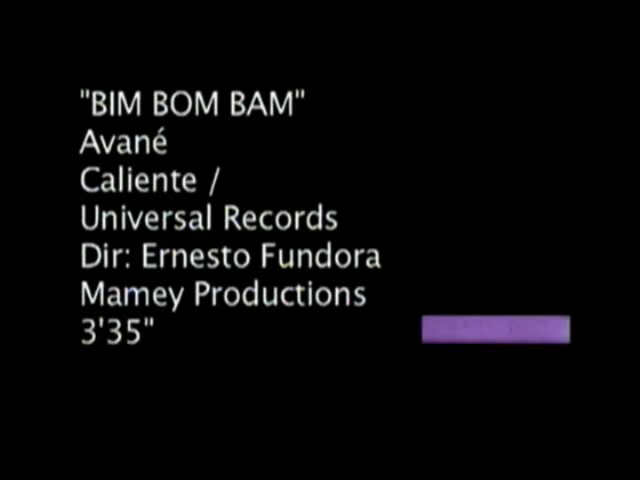 "BIM BOM BAM"
Avané
Caliente /
Universal Records
Dir: Ernesto Fundora
Mamey Productions
3'35"